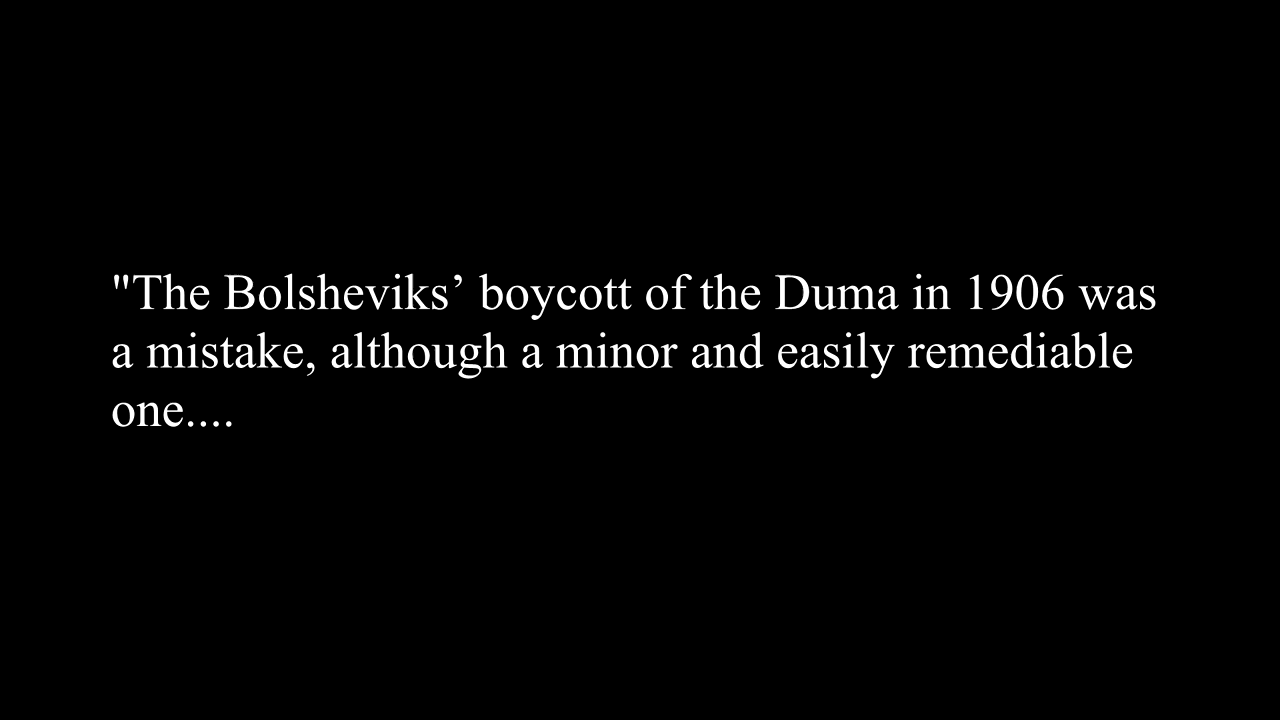 "The Bolsheviks’ boycott of the Duma in 1906 was
a mistake, although a minor and easily remediable
one....